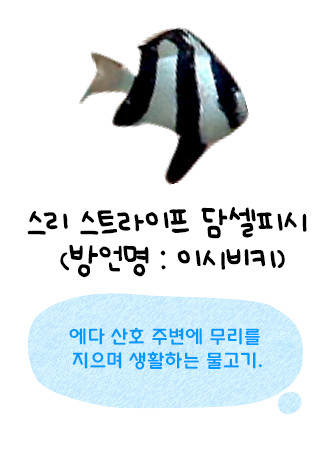 스리 스트라이프 담셀피시
(방언명 : 이시비키)
에다 산호 주변에 무리를
지으며 생활하는 물고기.